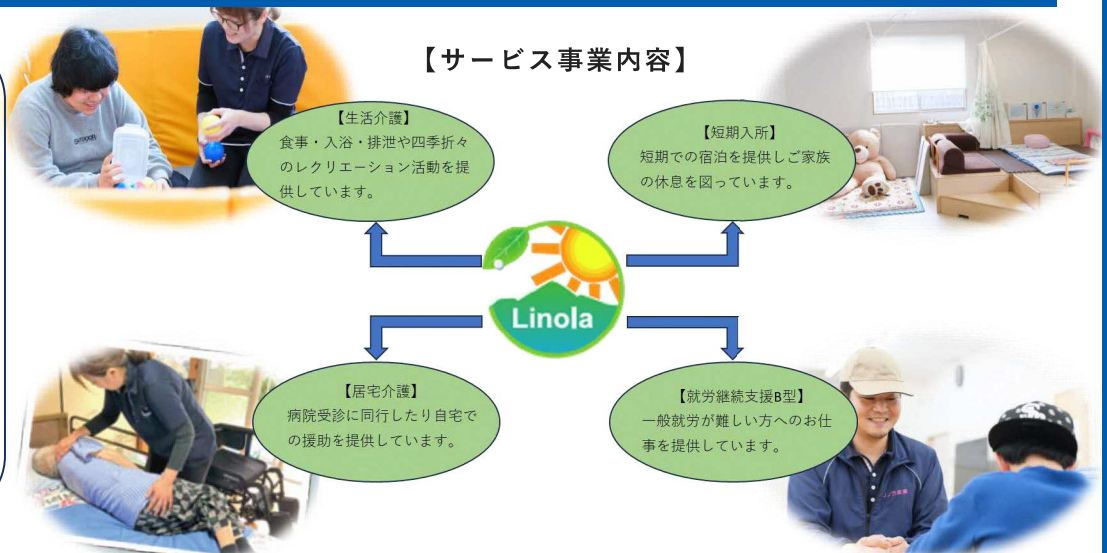 【サービス事業内容】
【生活介護】
食事・入浴・排泄や四季折々
のレクリエーション活動を提
供しています。
【短期入所】
短期での宿泊を提供しご家族
の休息を図っています。
Linola
【居宅介護】
病院受診に同行したり自宅で
の援助を提供しています。
【就労継続支援B型】
一般就労が難しい方へのお仕
事を提供しています。
OUTDOOR